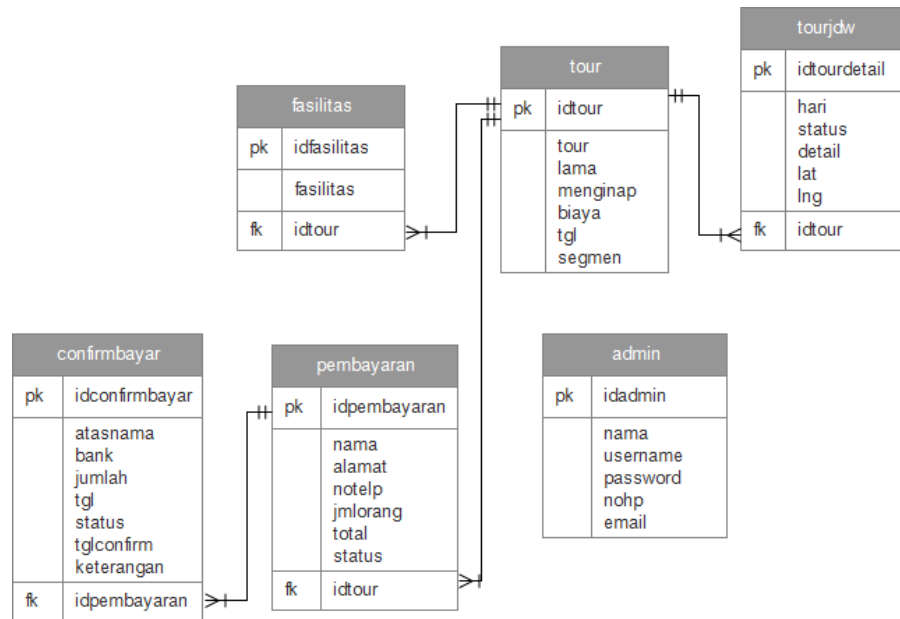 fasilitas
pk idfasilitas
fasilitas
fk idtour
tour
pk idtour
tour
lama
menginap
biaya
tgl
segmen
tourjdw
pk idtourdetail
hari
status
detail
lat
lng
fk idtour
confirmbayar
pk idconfirmbayar
atasnama
bank
jumlah
tgl
status
tglconfirm
keterangan
fk idpembayaran
pembayaran
pk idpembayaran
nama
alamat
notelp
jmlorang
total
status
fk idtour
admin
pk idadmin
nama
username
password
nohp
email